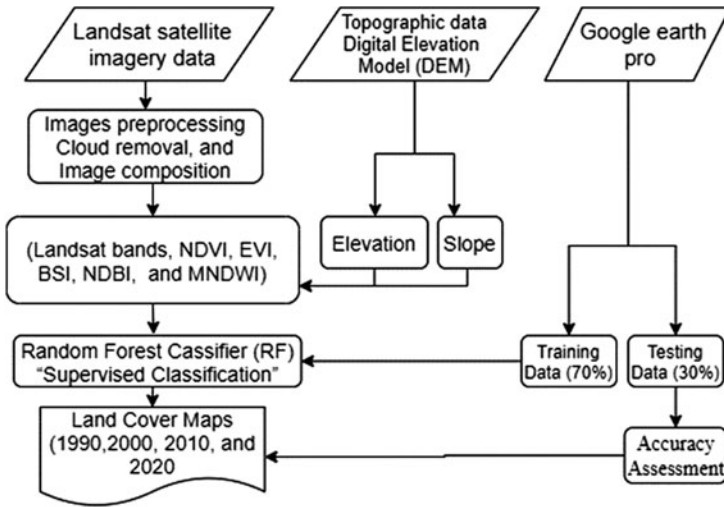 Landsat satellite
imagery data
Topographic data
Digital Elevation
Model (DEM)
Google earth
pro
Images preprocessing
Cloud removal, and
Image composition
(Landsat bands, NDVI, EVI,
BSI, NDBI, and MNDWI)
Elevation
Slope
Random Forest Cassifier (RF)
“Supervised Classification”
Training
Data (70%)
Testing
Data (30%)
Land Cover Maps
(1990,2000, 2010, and
2020
Accuracy
Assessment